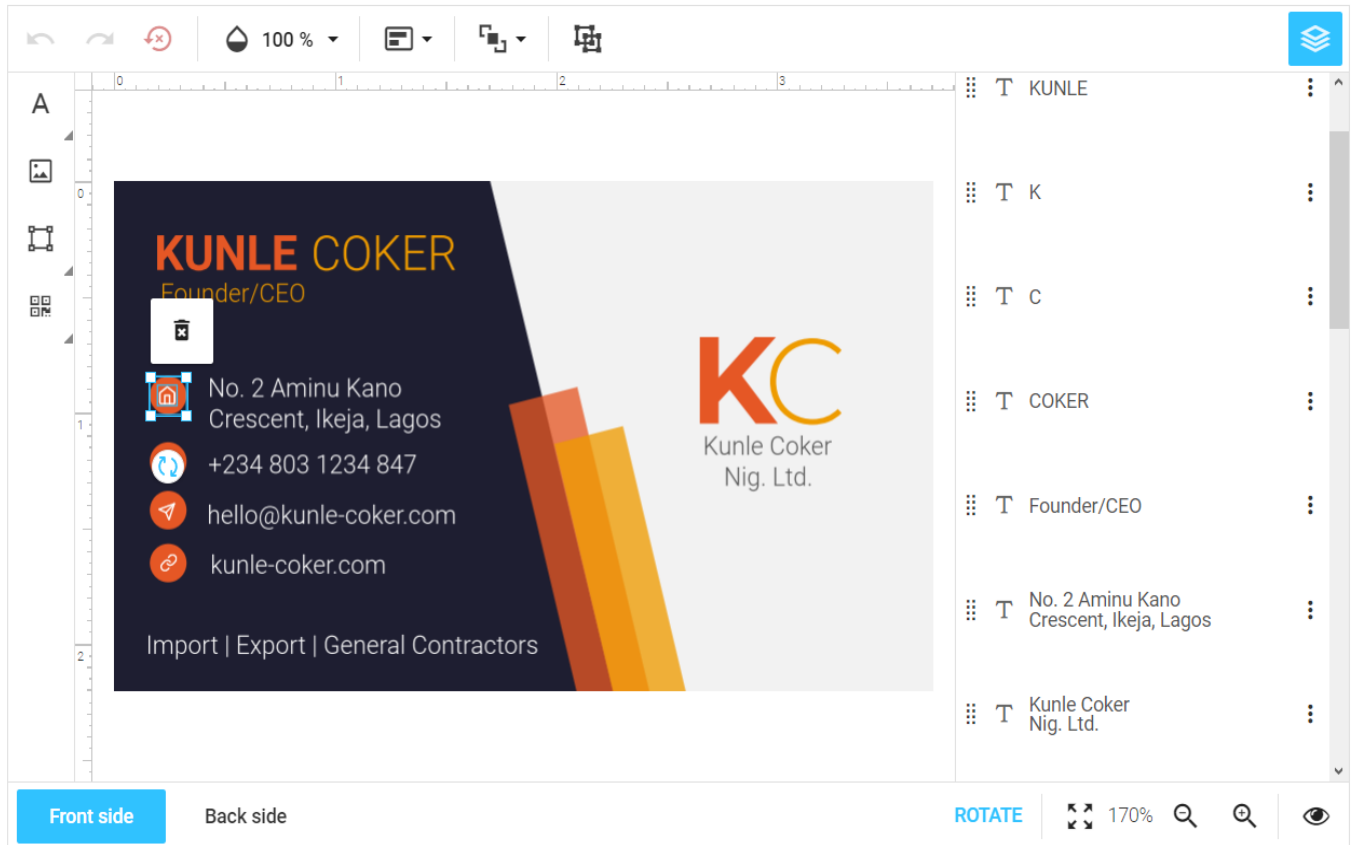 100 %
0 1 2 3
A
0
1
2
KUNLE COKER
Founder/CEO
No. 2 Aminu Kano
Crescent, Ikeja, Lagos
+234 803 1234 847
hello@kunle-coker.com
kunle-coker.com
Import | Export | General Contractors
KC
Kunle Coker
Nig. Ltd.
T KUNLE
T K
T C
T COKER
T Founder/CEO
T No. 2 Aminu Kano
Crescent, Ikeja, Lagos
T Kunle Coker
Nig. Ltd.
Front side
Back side
ROTATE
170%